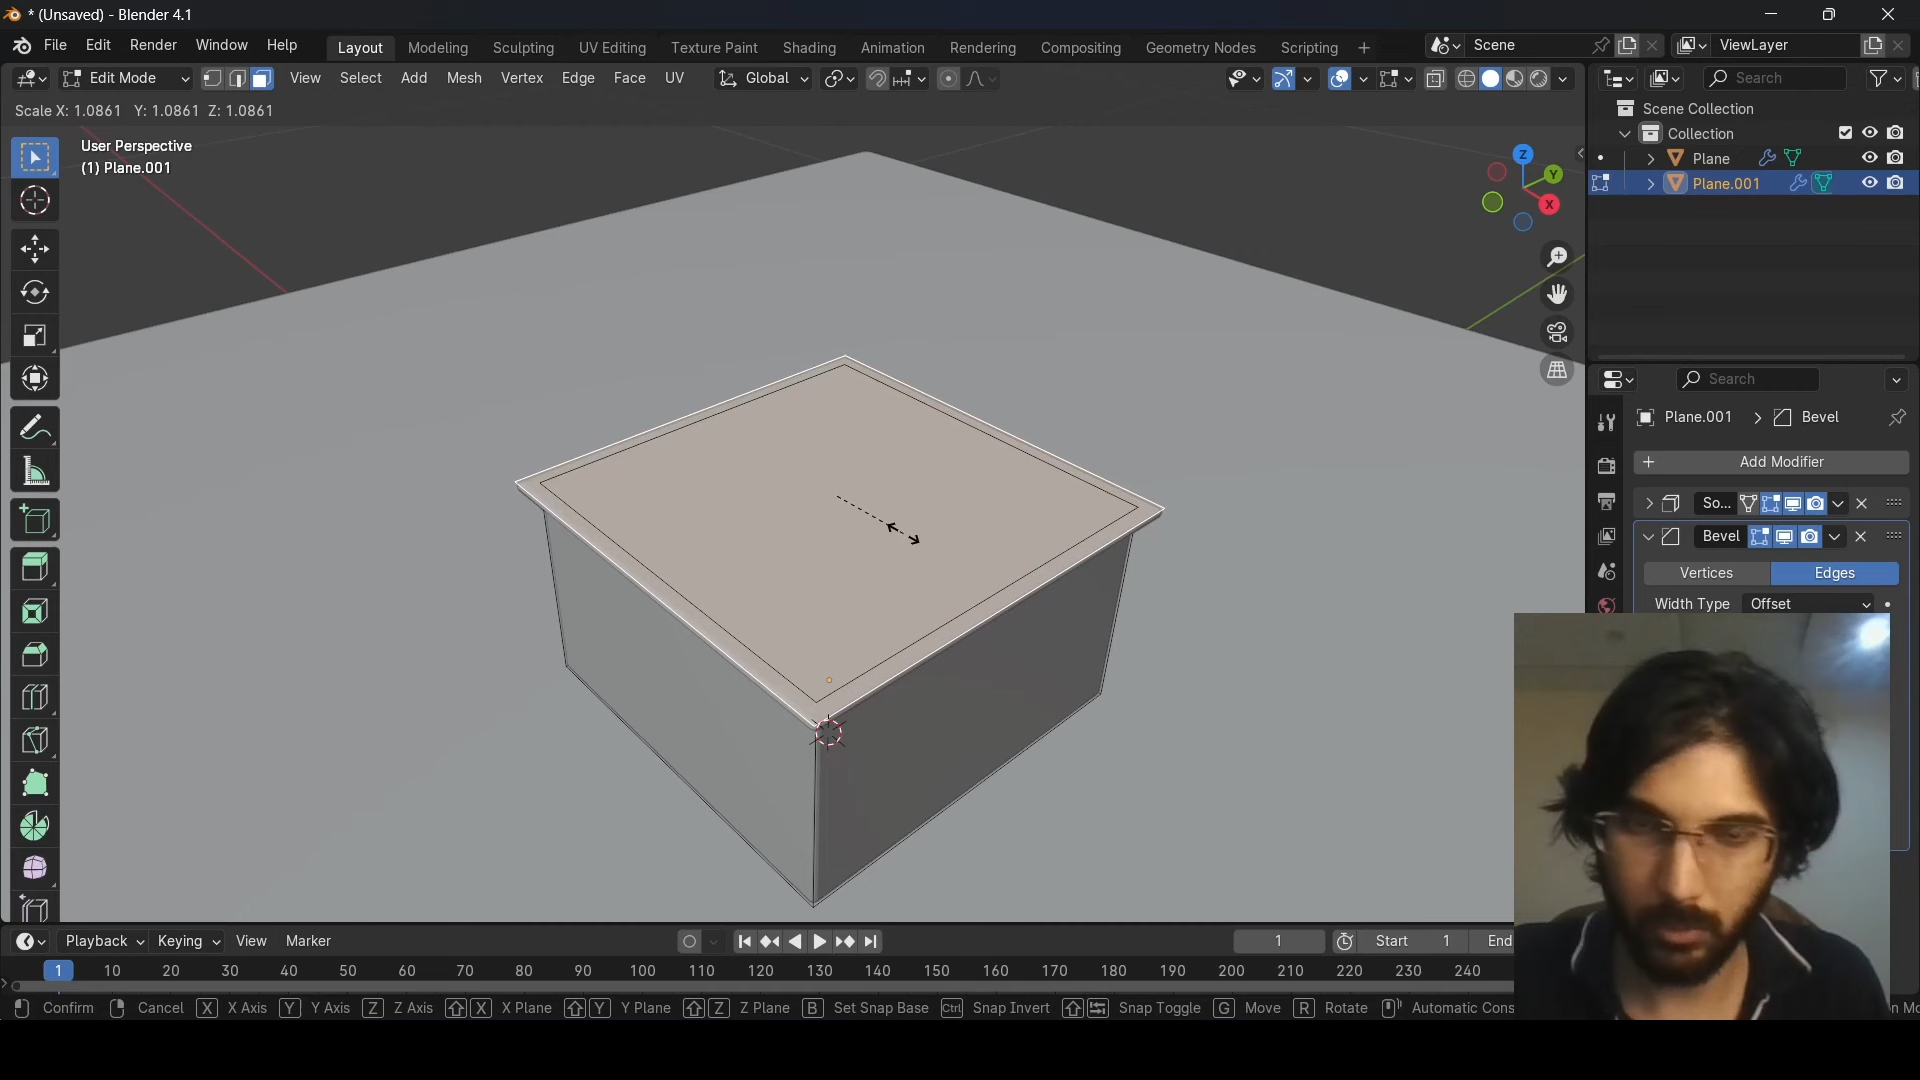 * (Unsaved) - Blender 4.1
File Edit Render Window Help Layout Modeling Sculpting UV Editing Texture Paint Shading Animation Rendering Compositing Geometry Nodes Scripting + Scene ViewLayer
Edit Mode View Select Add Mesh Vertex Edge Face UV Global Search
Scale X: 1.0861 Y: 1.0861 Z: 1.0861
Scene Collection
Collection
Plane
Plane.001
User Perspective
(1) Plane.001
Z
Y
X
Search
Plane.001 > Bevel
+ Add Modifier
So...
Bevel
Vertices Edges
Width Type Offset
Playback Keying View Marker 1 Start 1 End
1 10 20 30 40 50 60 70 80 90 100 110 120 130 140 150 160 170 180 190 200 210 220 230 240
Confirm Cancel X X Axis Y Y Axis Z Z Axis X X Plane Y Y Plane Z Z Plane B Set Snap Base Ctrl Snap Invert Snap Toggle G Move R Rotate Automatic Cons n Mo